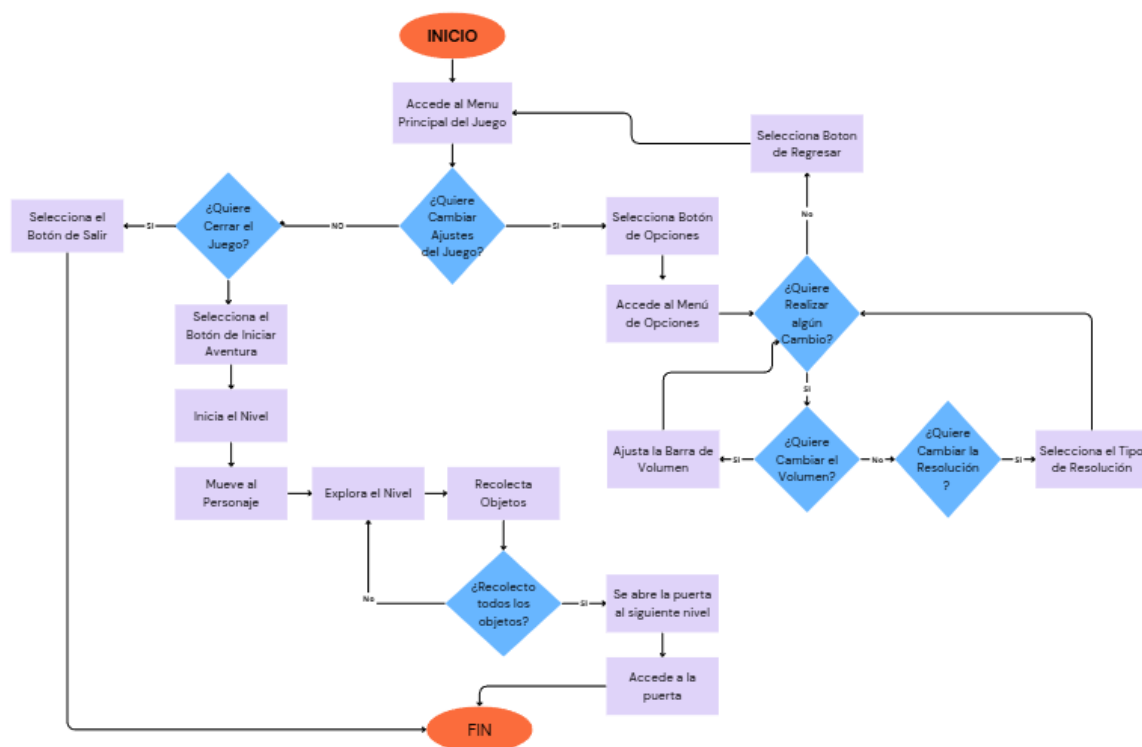 INICIO
Accede al Menu
Principal del Juego
Selecciona Boton
de Regresar
¿Quiere
Cerrar el
Juego?
¿Quiere
Cambiar
Ajustes
del Juego?
Selecciona el
Botón de Salir
SI
NO
SI
Selecciona Botón
de Opciones
No
Accede al Menú
de Opciones
¿Quiere
Realizar
algún
Cambio?
Selecciona el
Botón de Iniciar
Aventura
SI
Inicia el Nivel
Ajusta la Barra de
Volumen
SI
¿Quiere
Cambiar el
Volumen?
No
¿Quiere
Cambiar la
Resolución
?
SI
Selecciona el Tipo
de Resolución
Mueve al
Personaje
Explora el Nivel
Recolecta
Objetos
No
¿Recolecto
todos los
objetos?
SI
Se abre la puerta
al siguiente nivel
Accede a la
puerta
FIN